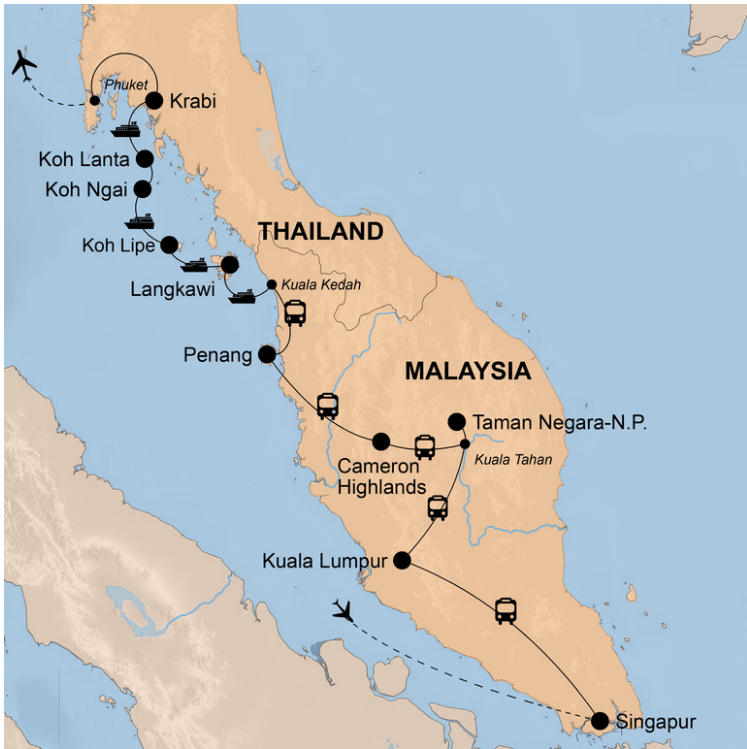 Phuket
Krabi
Koh Lanta
Koh Ngai
THAILAND
Koh Lipe
Langkawi
Kuala Kedah
Penang
MALAYSIA
Taman Negara-N.P.
Kuala Tahan
Cameron
Highlands
Kuala Lumpur
Singapur